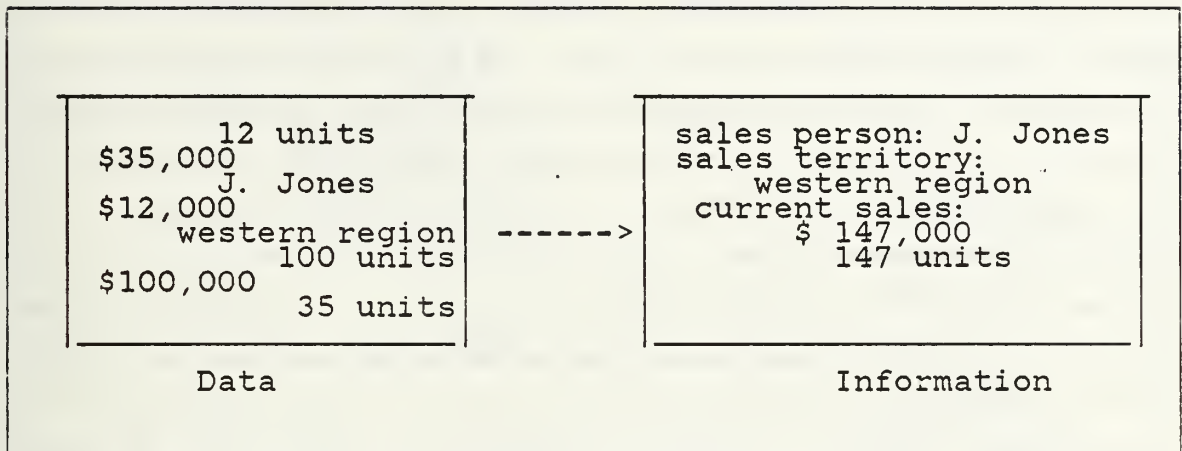 12 units
$35,000
J. Jones
$12,000
western region
100 units
$100,000
35 units
------>
sales person: J. Jones
sales territory:
western region
current sales:
$ 147,000
147 units
Data
Information